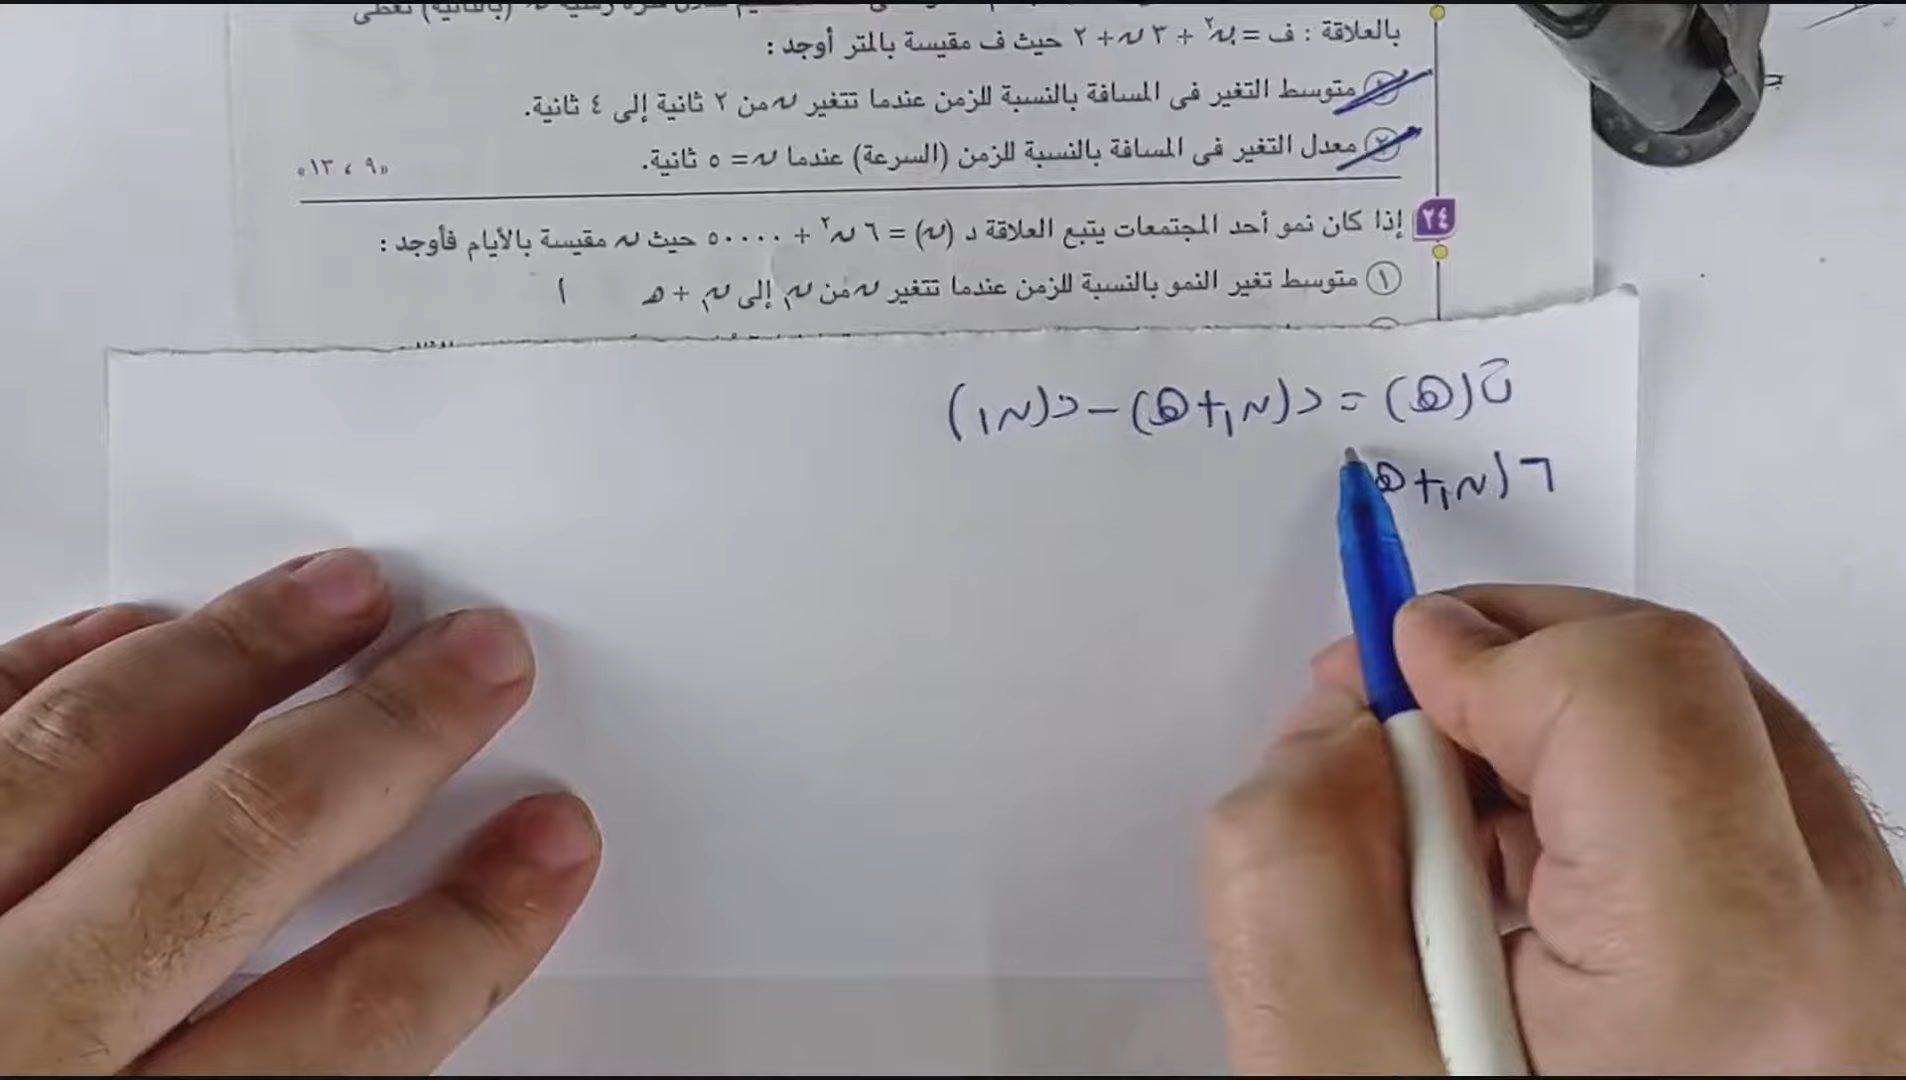 بالعلاقة : ف = ن٢ + ٣ ن + ٢ حيث ف مقيسة بالمتر أوجد :
(١) متوسط التغير فى المسافة بالنسبة للزمن عندما تتغير ن من ٢ ثانية إلى ٤ ثانية.
(٢) معدل التغير فى المسافة بالنسبة للزمن (السرعة) عندما ن = ٥ ثانية.
«٩ ، ١٣»
٢٤ إذا كان نمو أحد المجتمعات يتبع العلاقة د (ن) = ٦ ن٢ + ٥٠٠٠٠ حيث ن مقيسة بالأيام فأوجد :
(١) متوسط تغير النمو بالنسبة للزمن عندما تتغير ن من ن١ إلى ن١ + هـ
ت(هـ) = د(ن١+هـ) – د(ن١)
٦(ن١+هـ